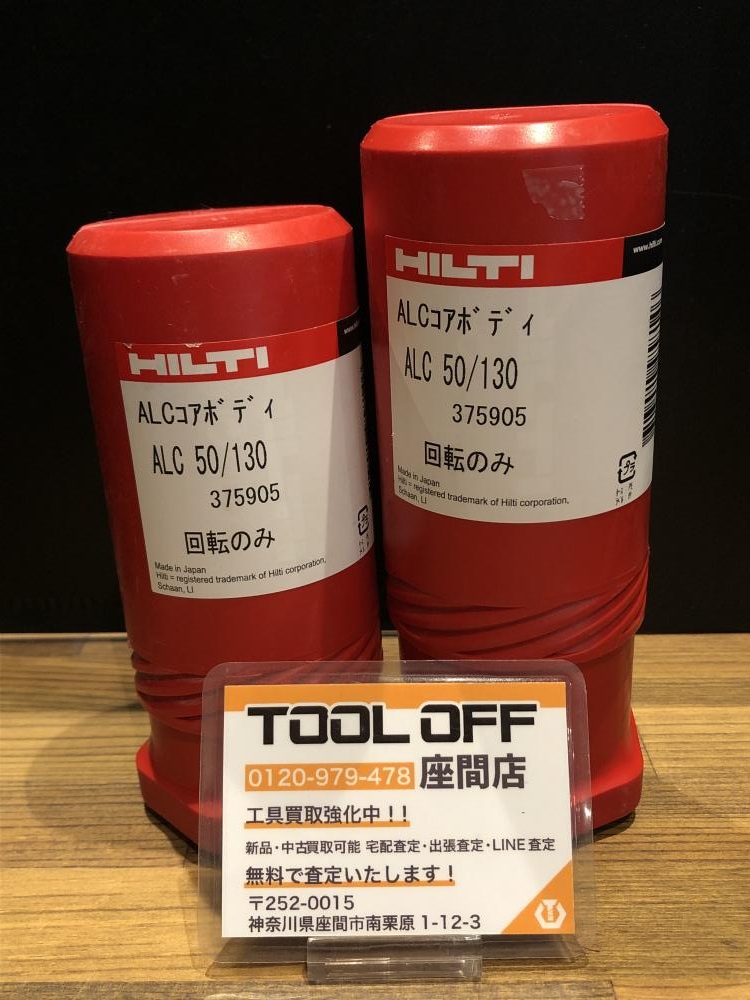 HILTI
ALCコアボディ
ALC 50/130
375905
回転のみ
Made in Japan
Hilti = registered trademark of Hilti corporation,
Schaan, LI
www.hilti.com
HILTI
ALCコアボディ
ALC 50/130
375905
回転のみ
プラ
Made in Japan
Hilti = registered trademark of Hilti corporation,
Schaan, LI
TOOL OFF
0120-979-478 座間店
工具買取強化中!!
新品・中古買取可能 宅配査定・出張査定・LINE査定
無料で査定いたします!
〒252-0015
神奈川県座間市南栗原 1-12-3